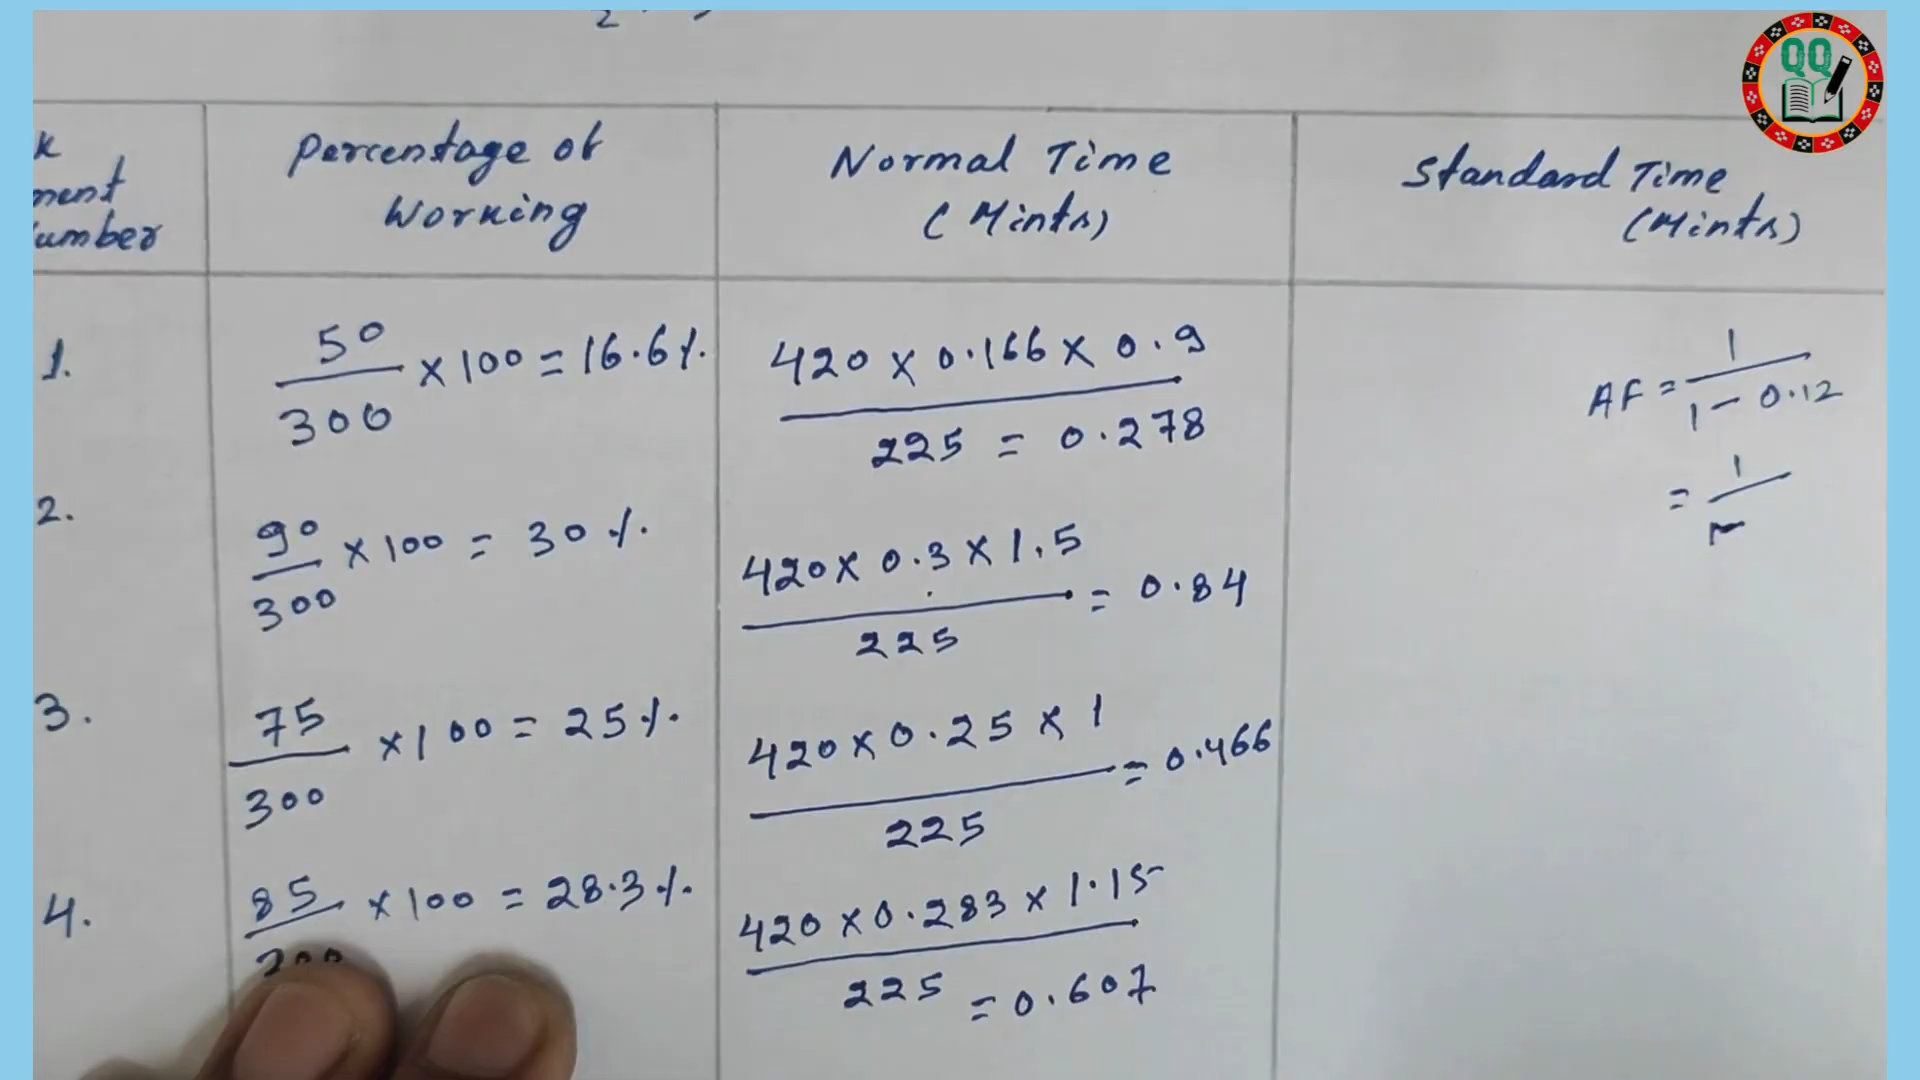 QQ
k
ment
umber
Percentage of
Working
Normal Time
(Mints)
Standard Time
(Mints)
1.
50
300
× 100 = 16.6%.
420 × 0.166 × 0.9
225 = 0.278
AF = 1
1 - 0.12
= 1
2.
90
300
× 100 = 30%.
420 × 0.3 × 1.5
225
= 0.84
3.
75
300
× 100 = 25%.
420 × 0.25 × 1
225
= 0.466
4.
85
300
× 100 = 28.3%.
420 × 0.283 × 1.15
225
= 0.607